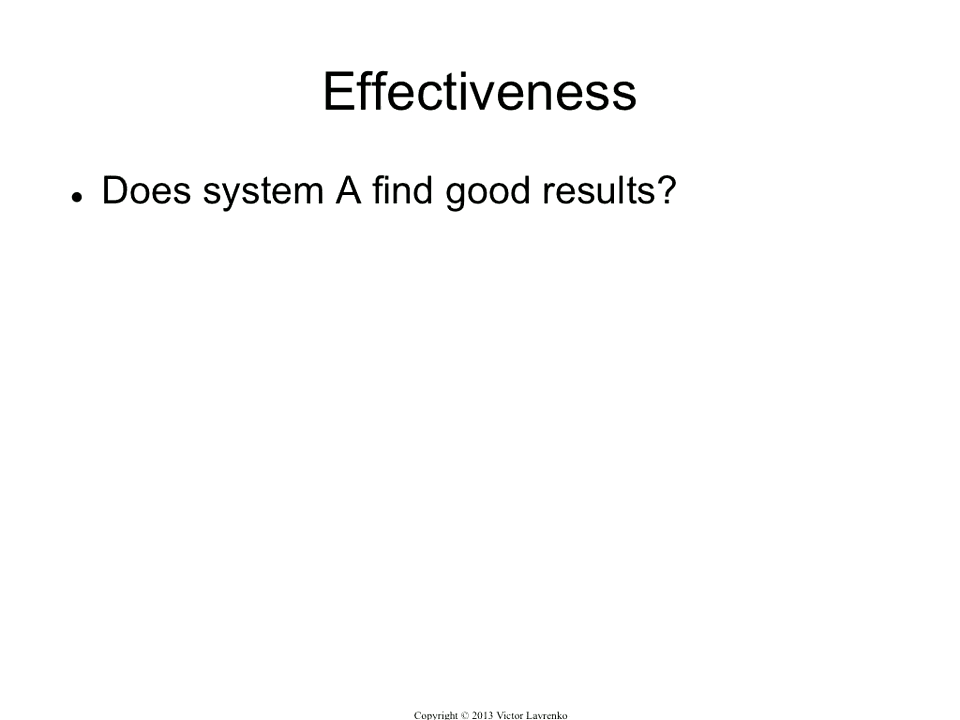 Effectiveness
● Does system A find good results?
Copyright © 2013 Victor Lavrenko